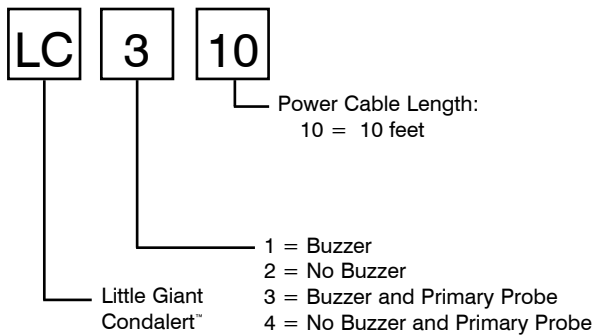 LC 3 10
Power Cable Length:
10 = 10 feet
1 = Buzzer
2 = No Buzzer
Little Giant 3 = Buzzer and Primary Probe
Condalert™ 4 = No Buzzer and Primary Probe